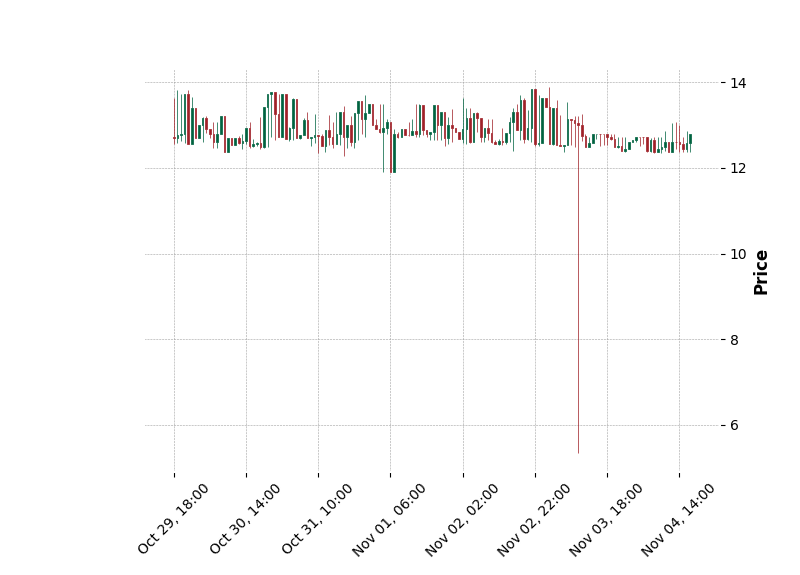 14
12
10
8
6
Price
Oct 29, 18:00
Oct 30, 14:00
Oct 31, 10:00
Nov 01, 06:00
Nov 02, 02:00
Nov 02, 22:00
Nov 03, 18:00
Nov 04, 14:00